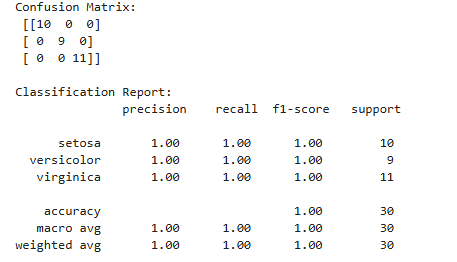 Confusion Matrix:
[[10  0  0]
[ 0  9  0]
[ 0  0 11]]
Classification Report:
precision    recall  f1-score   support
setosa       1.00      1.00      1.00        10
versicolor       1.00      1.00      1.00         9
virginica       1.00      1.00      1.00        11
accuracy                           1.00        30
macro avg       1.00      1.00      1.00        30
weighted avg       1.00      1.00      1.00        30